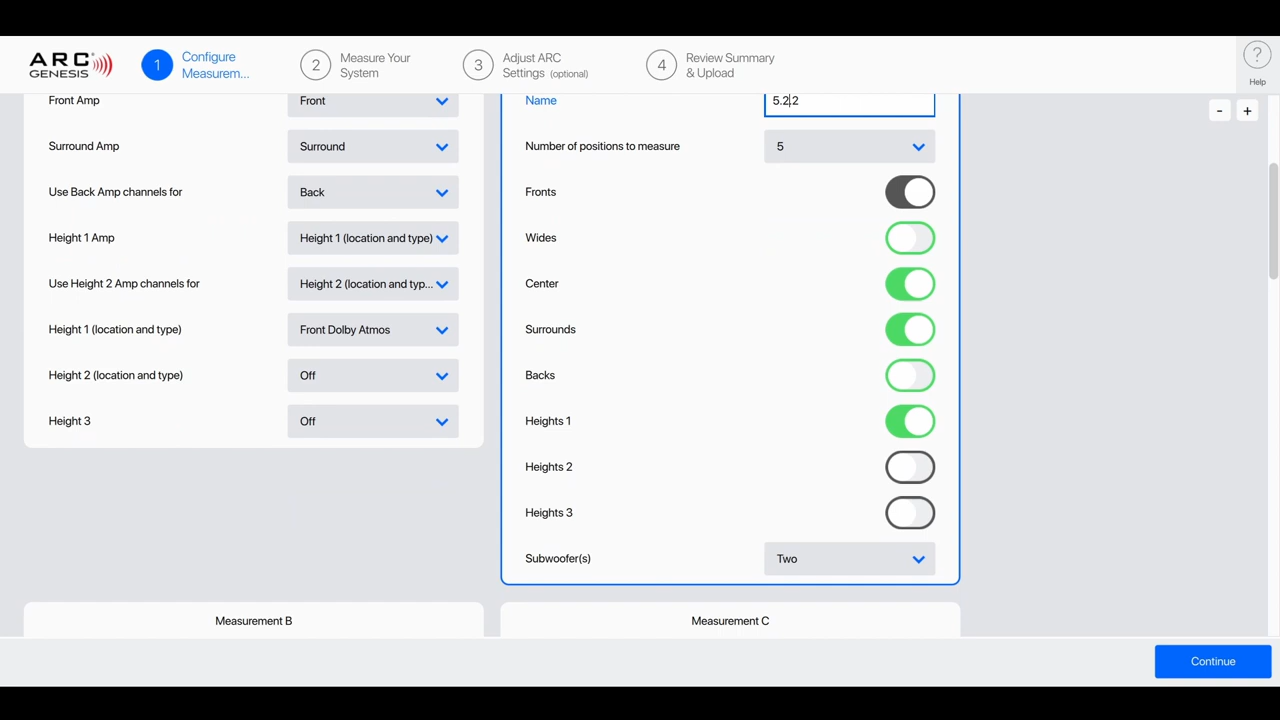 ARC
GENESIS
1
Configure
Measurem...
2
Measure Your
System
3
Adjust ARC
Settings (optional)
4
Review Summary
& Upload
?
Help
- +
Front Amp
Front
Surround Amp
Surround
Use Back Amp channels for
Back
Height 1 Amp
Height 1 (location and type)
Use Height 2 Amp channels for
Height 2 (location and typ...
Height 1 (location and type)
Front Dolby Atmos
Height 2 (location and type)
Off
Height 3
Off
Name
5.2.2
Number of positions to measure
5
Fronts
Wides
Center
Surrounds
Backs
Heights 1
Heights 2
Heights 3
Subwoofer(s)
Two
Measurement B
Measurement C
Continue